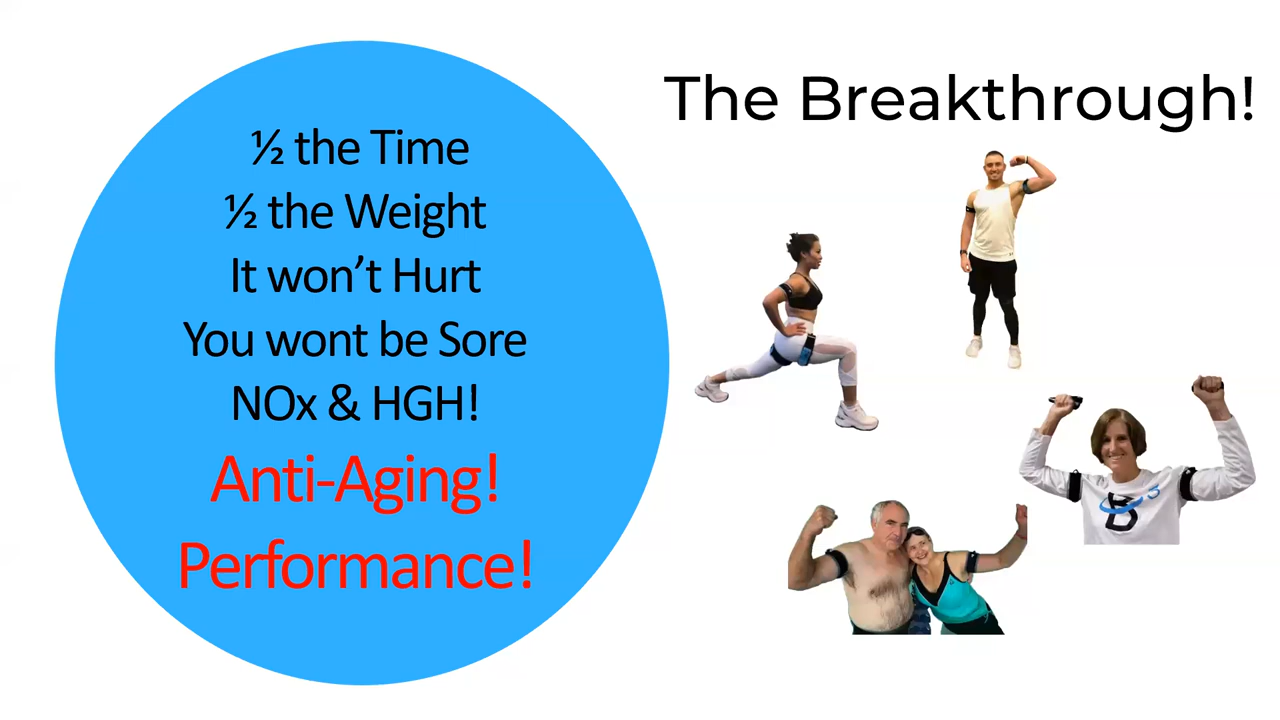 The Breakthrough!
½ the Time
½ the Weight
It won't Hurt
You wont be Sore
NOx & HGH!
Anti-Aging!
Performance!
B3